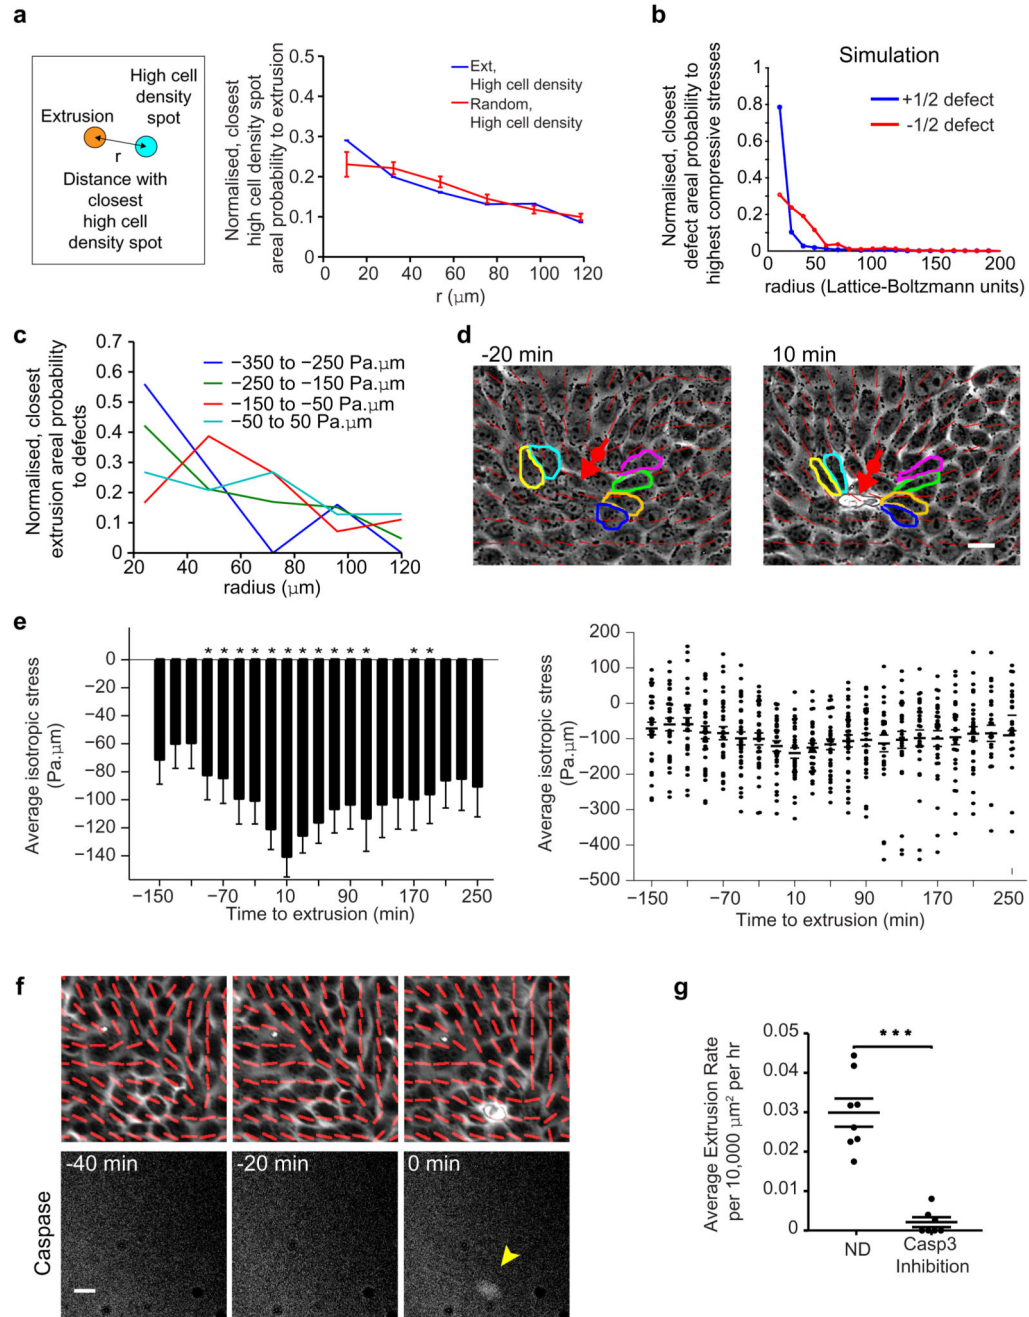 a
Extrusion
High cell
density
spot
r
Distance with
closest
high cell
density spot
Normalised, closest
high cell density spot
areal probability to extrusion
0.5
0.4
0.3
0.2
0.1
0
Ext,
High cell density
Random,
High cell density
0 20 40 60 80 100 120
r (μm)
b
Simulation
Normalised, closest
defect areal probability to
highest compressive stresses
1
0.8
0.6
0.4
0.2
0
+1/2 defect
-1/2 defect
0 50 100 150 200
radius (Lattice-Boltzmann units)
c
Normalised, closest
extrusion areal probability
to defects
0.7
0.6
0.5
0.4
0.3
0.2
0.1
0
−350 to −250 Pa.μm
−250 to −150 Pa.μm
−150 to −50 Pa.μm
−50 to 50 Pa.μm
20 40 60 80 100 120
radius (μm)
d
-20 min
10 min
e
Average isotropic stress
(Pa.μm)
0
−20
−40
−60
−80
−100
−120
−140
* * * * * * * * * * * * *
−150 −70 10 90 170 250
Time to extrusion (min)
Average isotropic stress
(Pa.μm)
200
100
0
−100
−200
−300
−400
−500
−150 −70 10 90 170 250
Time to extrusion (min)
f
Caspase
-40 min
-20 min
0 min
g
Average Extrusion Rate
per 10,000 μm² per hr
0.05
0.04
0.03
0.02
0.01
0
***
ND
Casp3
Inhibition